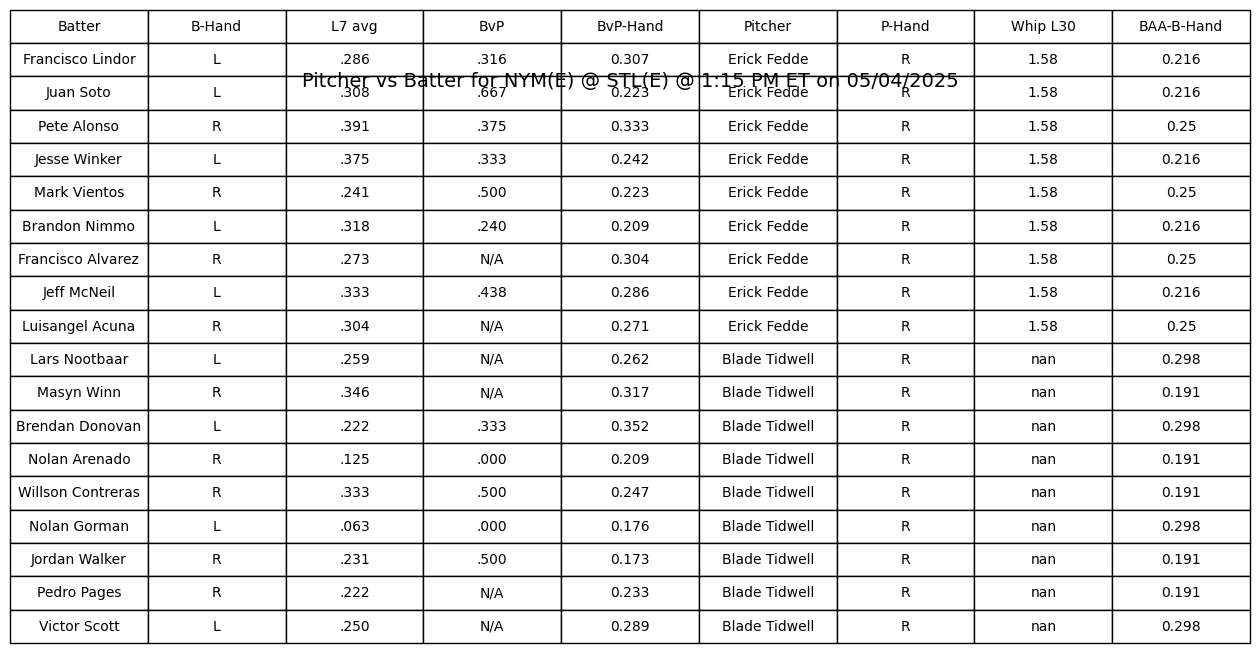 Batter B-Hand L7 avg BvP BvP-Hand Pitcher P-Hand Whip L30 BAA-B-Hand
Francisco Lindor L .286 .316 0.307 Erick Fedde R 1.58 0.216
Pitcher vs Batter for NYM(E) @ STL(E) @ 1:15 PM ET on 05/04/2025
Juan Soto L .308 .667 0.223 Erick Fedde R 1.58 0.216
Pete Alonso R .391 .375 0.333 Erick Fedde R 1.58 0.25
Jesse Winker L .375 .333 0.242 Erick Fedde R 1.58 0.216
Mark Vientos R .241 .500 0.223 Erick Fedde R 1.58 0.25
Brandon Nimmo L .318 .240 0.209 Erick Fedde R 1.58 0.216
Francisco Alvarez R .273 N/A 0.304 Erick Fedde R 1.58 0.25
Jeff McNeil L .333 .438 0.286 Erick Fedde R 1.58 0.216
Luisangel Acuna R .304 N/A 0.271 Erick Fedde R 1.58 0.25
Lars Nootbaar L .259 N/A 0.262 Blade Tidwell R nan 0.298
Masyn Winn R .346 N/A 0.317 Blade Tidwell R nan 0.191
Brendan Donovan L .222 .333 0.352 Blade Tidwell R nan 0.298
Nolan Arenado R .125 .000 0.209 Blade Tidwell R nan 0.191
Willson Contreras R .333 .500 0.247 Blade Tidwell R nan 0.191
Nolan Gorman L .063 .000 0.176 Blade Tidwell R nan 0.298
Jordan Walker R .231 .500 0.173 Blade Tidwell R nan 0.191
Pedro Pages R .222 N/A 0.233 Blade Tidwell R nan 0.191
Victor Scott L .250 N/A 0.289 Blade Tidwell R nan 0.298